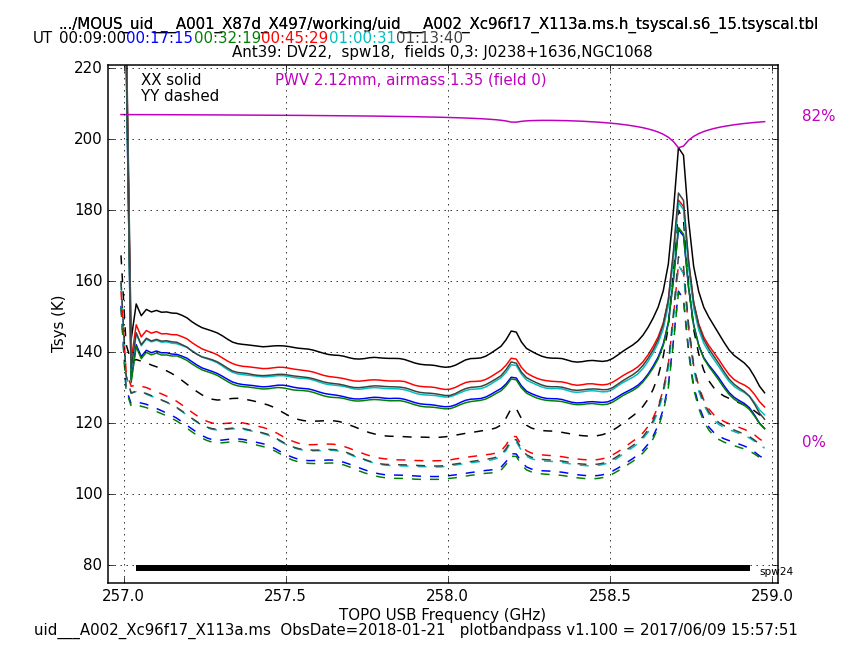 .../MOUS_uid___A001_X87d_X497/working/uid___A002_Xc96f17_X113a.ms.h_tsyscal.s6_15.tsyscal.tbl
UT 00:09:00 00:17:15 00:32:19 00:45:29 01:00:31 01:13:40
Ant39: DV22,  spw18,  fields 0,3: J0238+1636,NGC1068
XX solid
YY dashed
PWV 2.12mm, airmass 1.35 (field 0)
82%
0%
220
200
180
160
140
120
100
80
Tsys (K)
spw24
257.0 257.5 258.0 258.5 259.0
TOPO USB Frequency (GHz)
uid___A002_Xc96f17_X113a.ms  ObsDate=2018-01-21   plotbandpass v1.100 = 2017/06/09 15:57:51